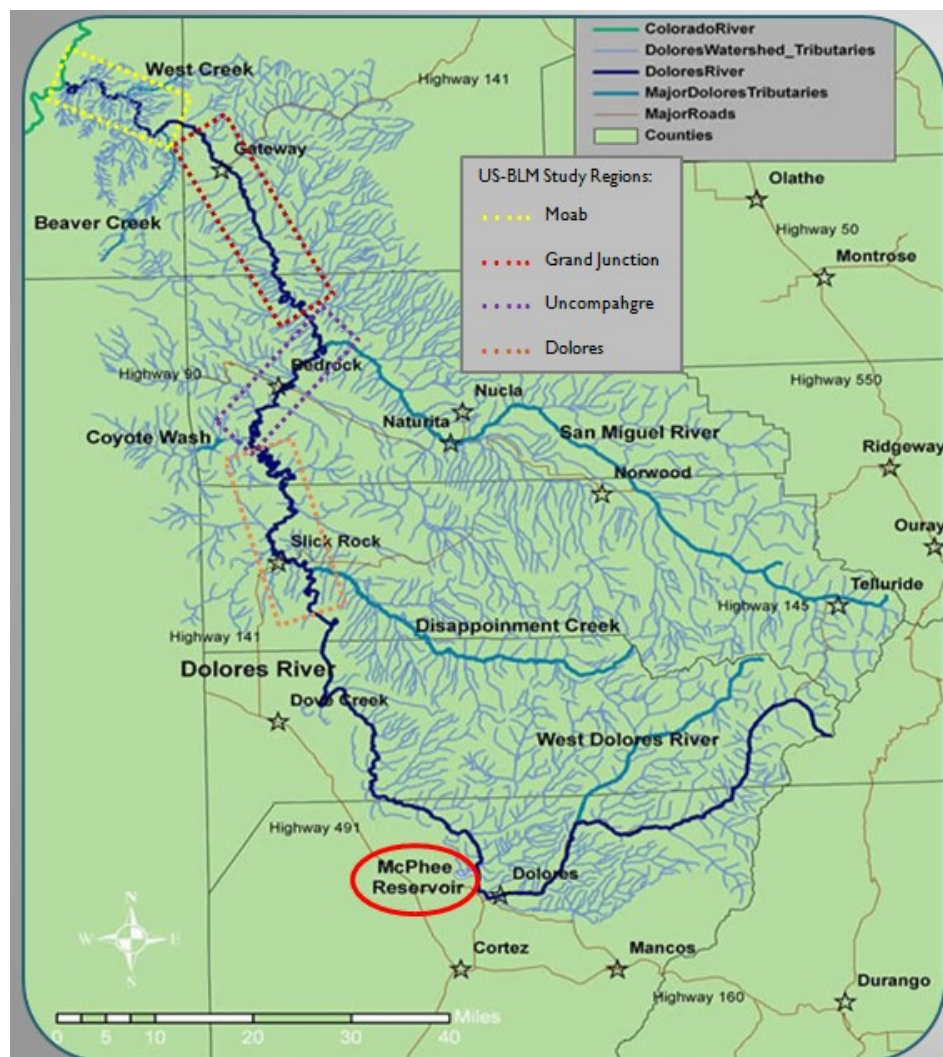 ColoradoRiver
DoloresWatershed_Tributaries
DoloresRiver
MajorDoloresTributaries
MajorRoads
Counties
US-BLM Study Regions:
Moab
Grand Junction
Uncompahgre
Dolores
West Creek
Highway 141
Gateway
Olathe
Beaver Creek
Highway 50
Montrose
Bedrock
Highway 90
Highway 550
Nucla
Naturita
Coyote Wash
San Miguel River
Ridgeway
Norwood
Ouray
Slick Rock
Telluride
Highway 145
Disappoinment Creek
Highway 141
Dolores River
Dove Creek
West Dolores River
Highway 491
McPhee
Reservoir
Dolores
N
W E
S
Cortez
Mancos
Durango
Highway 160
Miles
0 5 10 20 30 40